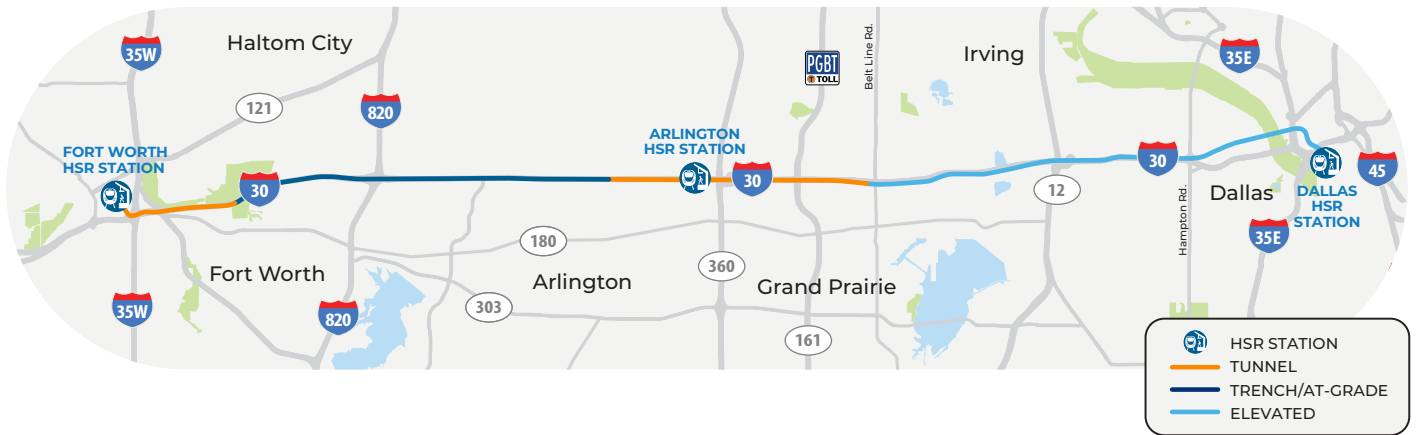 Haltom City
Irving
35W
PGBT
TOLL
Belt Line Rd.
35E
121
820
FORT WORTH
HSR STATION
ARLINGTON
HSR STATION
30
30
30
45
12
Hampton Rd.
Dallas
DALLAS
HSR
STATION
35E
180
Fort Worth
Arlington
360
Grand Prairie
303
35W
820
161
HSR STATION
TUNNEL
TRENCH/AT-GRADE
ELEVATED